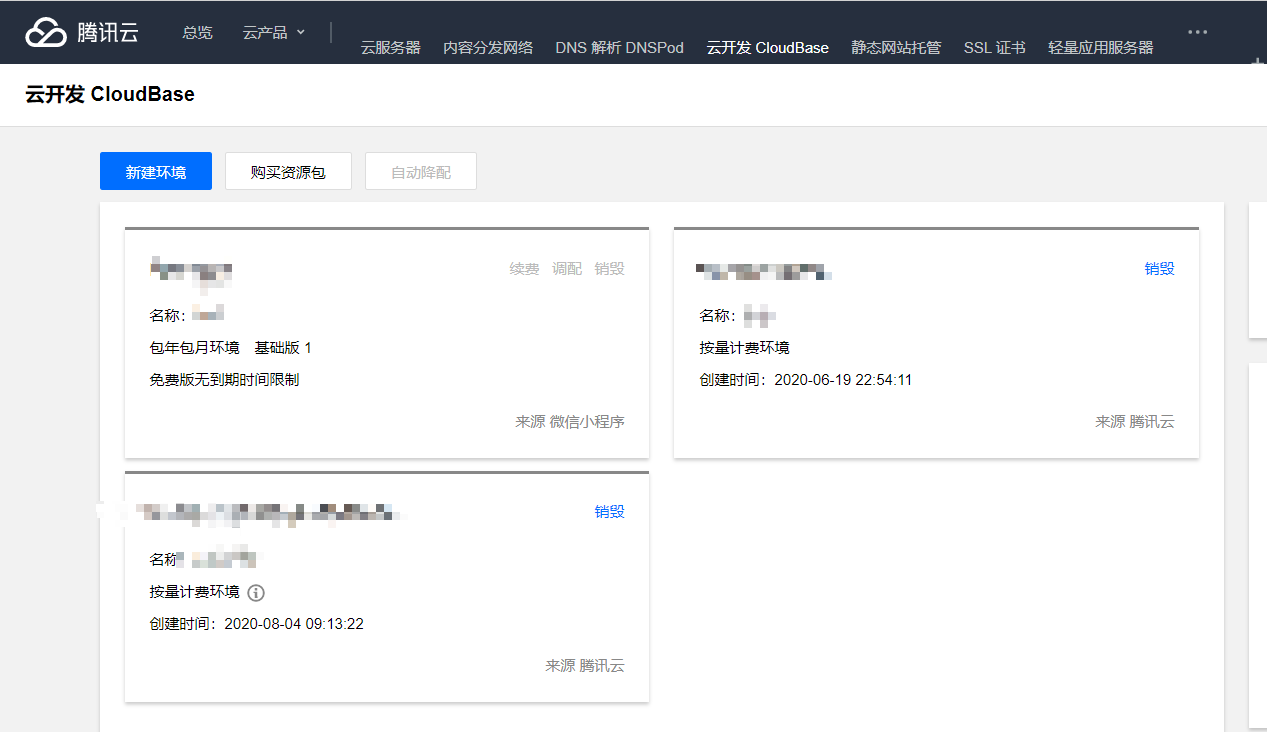 腾讯云 总览 云产品 云服务器 内容分发网络 DNS 解析 DNSPod 云开发 CloudBase 静态网站托管 SSL 证书 轻量应用服务器
云开发 CloudBase
新建环境 购买资源包 自动降配
续费 调配 销毁
名称：
包年包月环境 基础版 1
免费版无到期时间限制
来源 微信小程序
销毁
名称：
按量计费环境
创建时间：2020-06-19 22:54:11
来源 腾讯云
销毁
名称
按量计费环境
创建时间：2020-08-04 09:13:22
来源 腾讯云